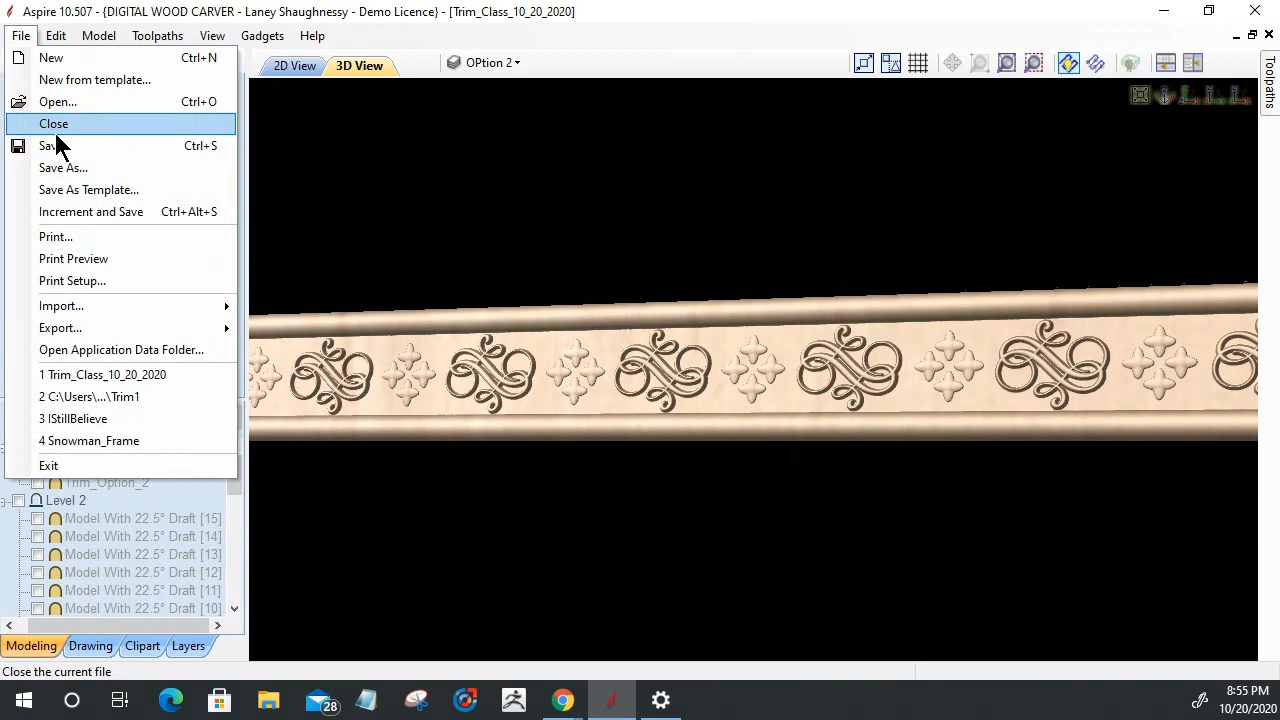 Aspire 10.507 - {DIGITAL WOOD CARVER - Laney Shaughnessy - Demo Licence} - [Trim_Class_10_20_2020]
File Edit Model Toolpaths View Gadgets Help
New Ctrl+N
New from template...
Open... Ctrl+O
Close
Save Ctrl+S
Save As...
Save As Template...
Increment and Save Ctrl+Alt+S
Print...
Print Preview
Print Setup...
Import...
Export...
Open Application Data Folder...
1 Trim_Class_10_20_2020
2 C:\Users\...\Trim1
3 IStillBelieve
4 Snowman_Frame
Exit
2D View 3D View Option 2
Toolpaths
Trim_Option_2
Level 2
Model With 22.5° Draft [15]
Model With 22.5° Draft [14]
Model With 22.5° Draft [13]
Model With 22.5° Draft [12]
Model With 22.5° Draft [11]
Model With 22.5° Draft [10]
Modeling Drawing Clipart Layers
Close the current file
28
8:55 PM
10/20/2020